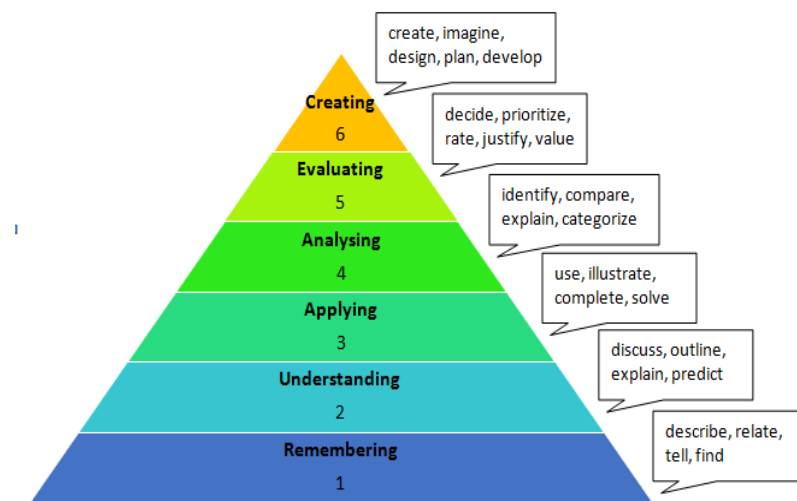 create, imagine,
design, plan, develop
Creating
6
decide, prioritize,
rate, justify, value
Evaluating
5
identify, compare,
explain, categorize
Analysing
4
use, illustrate,
complete, solve
Applying
3
discuss, outline,
explain, predict
Understanding
2
describe, relate,
tell, find
Remembering
1